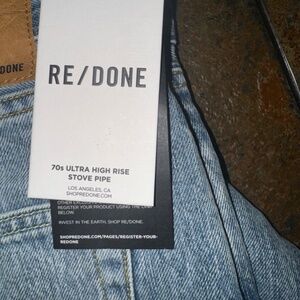 DONE
RE/DONE
70s ULTRA HIGH RISE
STOVE PIPE
LOS ANGELES, CA
SHOPREDONE.COM
REGISTER YOUR PRODUCT USING THE
BELOW.
INVEST IN THE EARTH. SHOP RE/DONE.
SHOPREDONE.COM/PAGES/REGISTER-YOUR-
REDONE